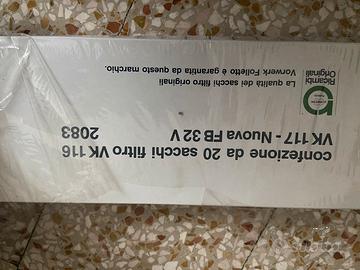 confezione da 20 sacchi filtro VK 116
VK 117 - Nuova FB 32 V
2083
La qualità dei sacchi filtro originali
Vorwerk Folletto è garantita da questo marchio.
Ricambi
Originali